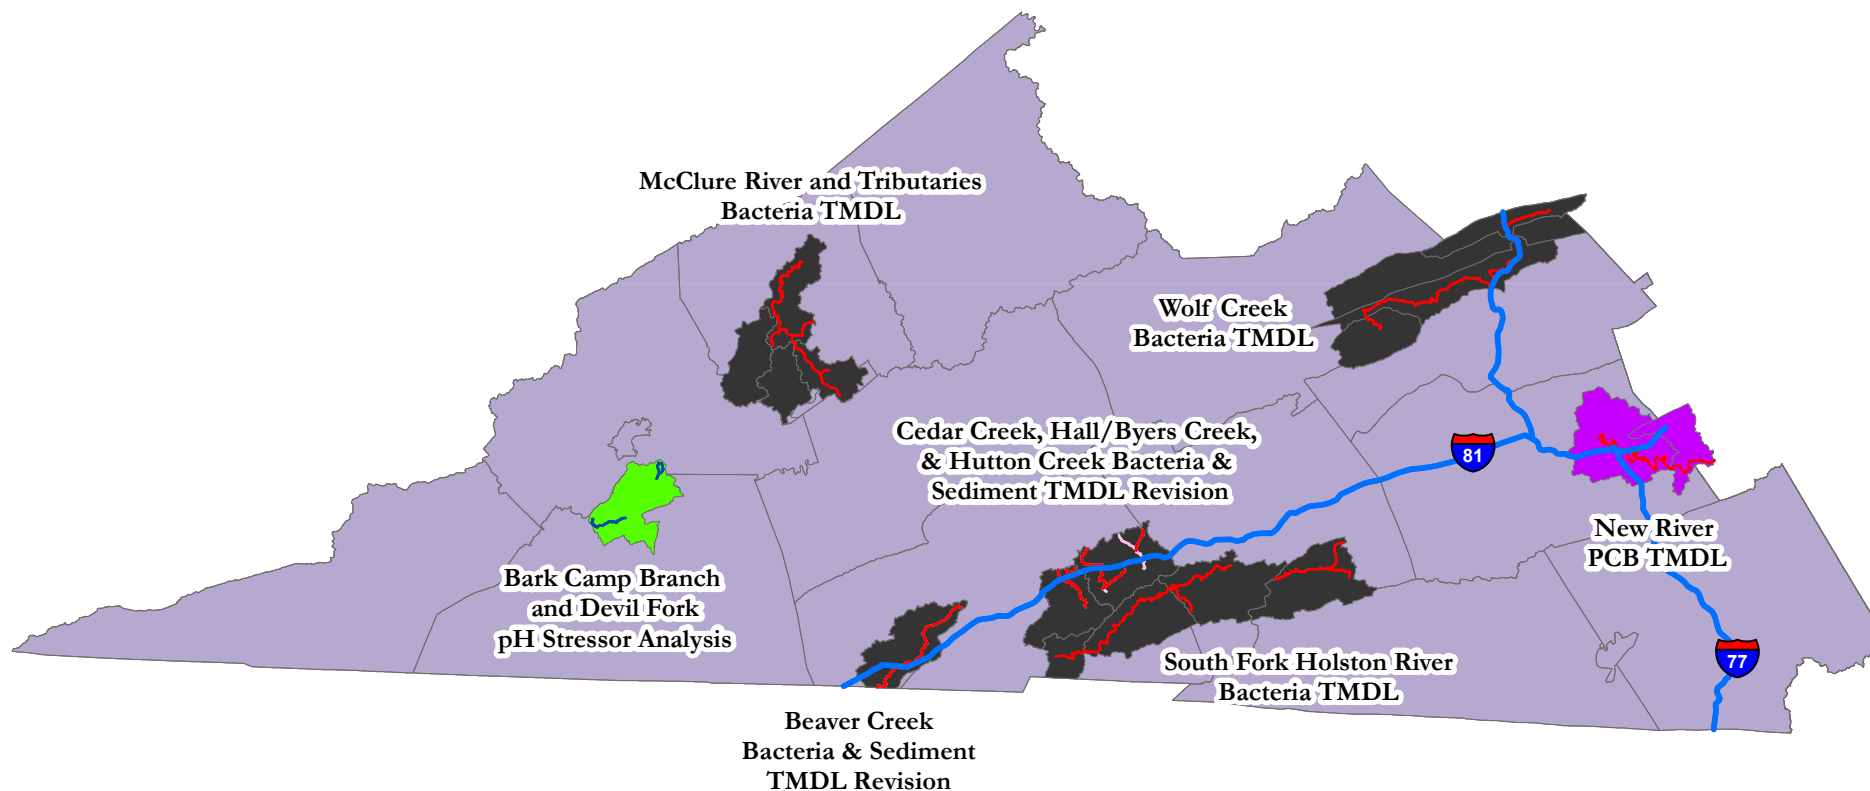 McClure River and Tributaries
Bacteria TMDL
Wolf Creek
Bacteria TMDL
Cedar Creek, Hall/Byers Creek,
& Hutton Creek Bacteria &
Sediment TMDL Revision
81
New River
PCB TMDL
Bark Camp Branch
and Devil Fork
pH Stressor Analysis
South Fork Holston River
Bacteria TMDL
77
Beaver Creek
Bacteria & Sediment
TMDL Revision